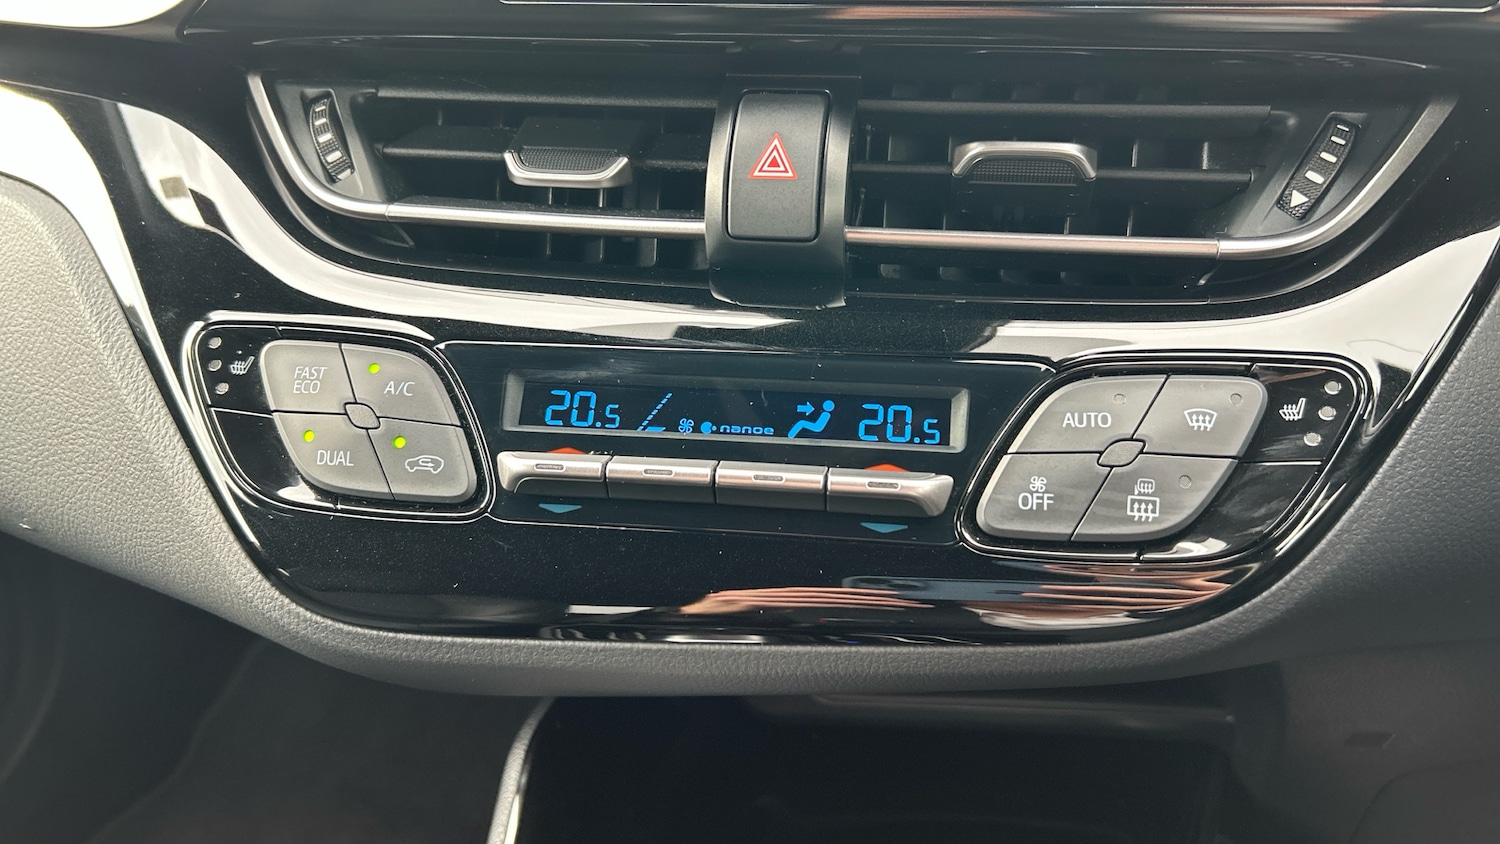 FAST
ECO
A/C
DUAL
20.5
nanoe
20.5
AUTO
OFF